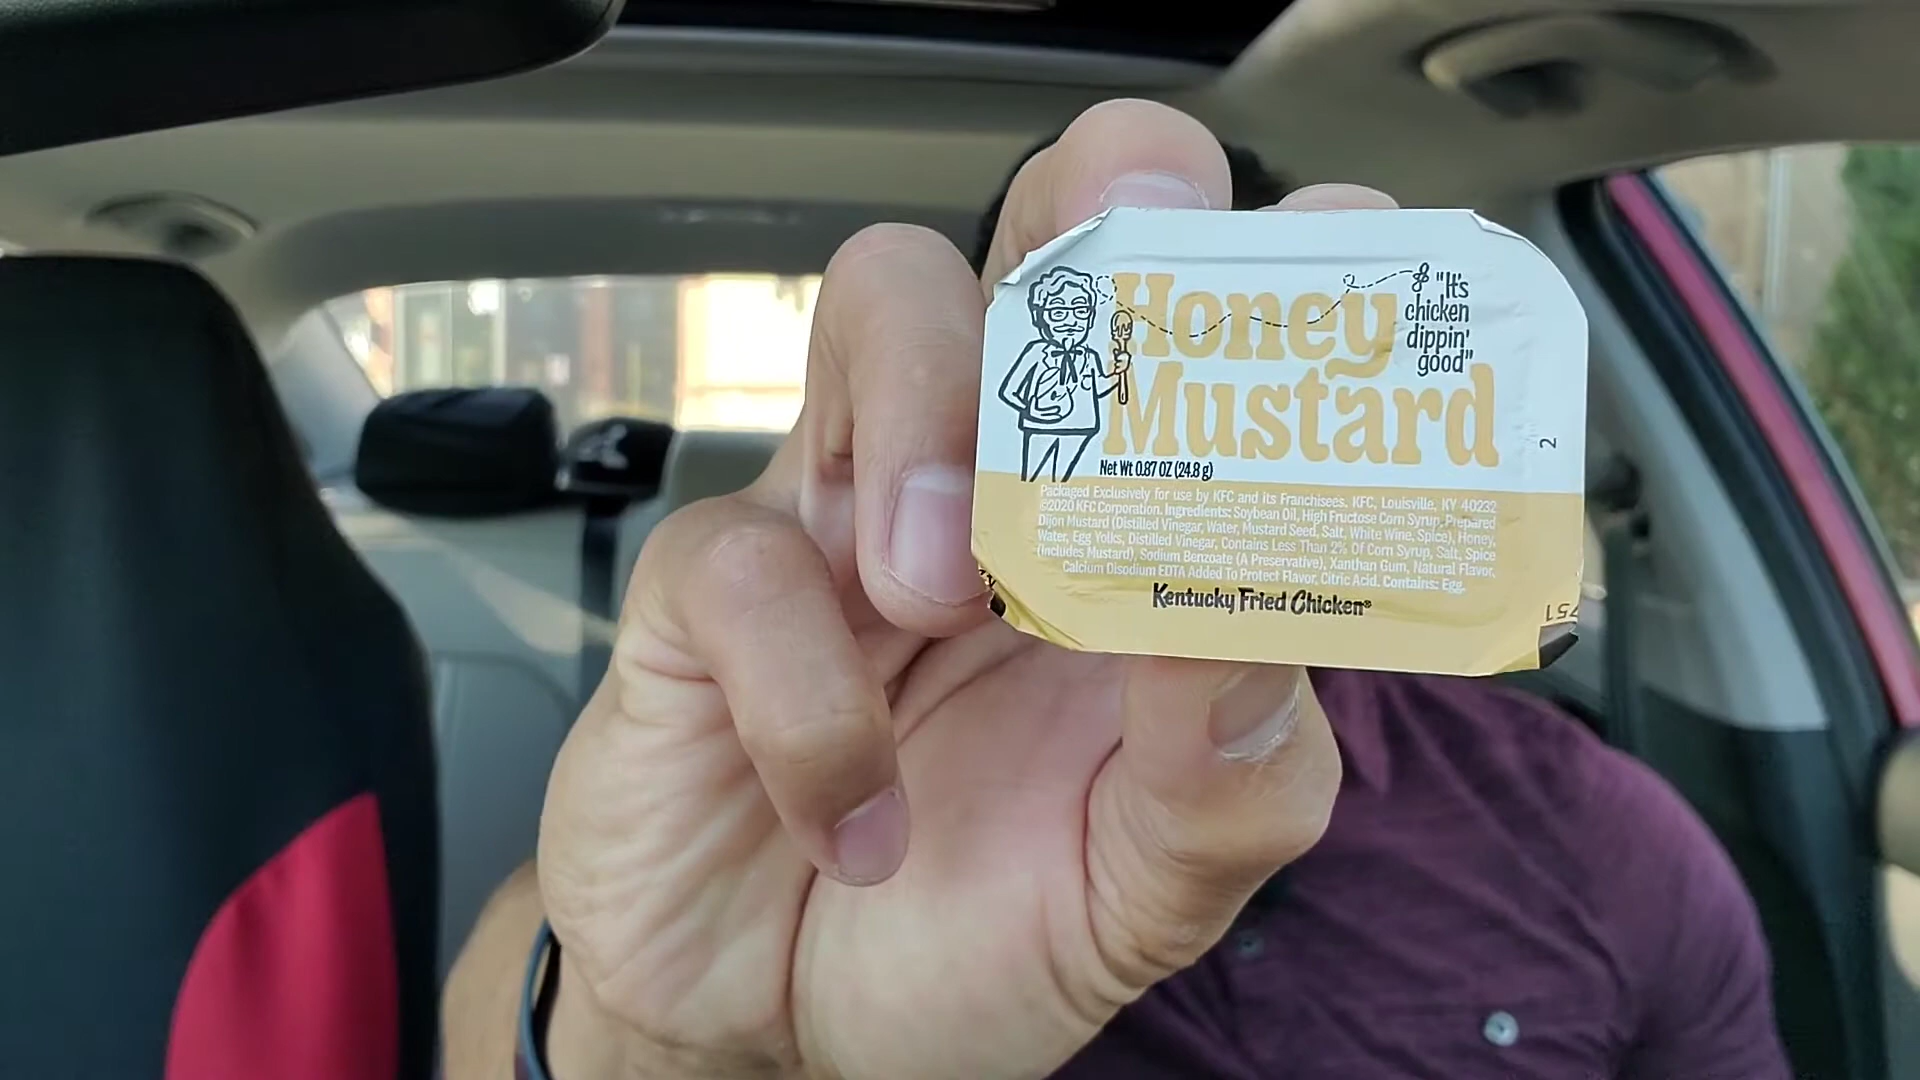 Honey
Mustard
"It's
chicken
dippin'
good"
2
Net Wt 0.87 OZ (24.8 g)
Packaged Exclusively for use by KFC and its Franchisees. KFC, Louisville, KY 40232
©2020 KFC Corporation. Ingredients: Soybean Oil, High Fructose Corn Syrup, Prepared
Dijon Mustard (Distilled Vinegar, Water, Mustard Seed, Salt, White Wine, Spice), Honey,
Water, Egg Yolks, Distilled Vinegar, Contains Less Than 2% Of Corn Syrup, Salt, Spice
(Includes Mustard), Sodium Benzoate (A Preservative), Xanthan Gum, Natural Flavor,
Calcium Disodium EDTA Added To Protect Flavor, Citric Acid. Contains: Egg.
Kentucky Fried Chicken®